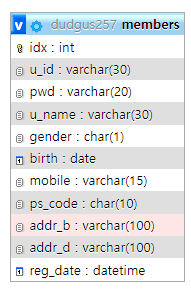 v dudgus257 members
idx : int
u_id : varchar(30)
pwd : varchar(20)
u_name : varchar(30)
gender : char(1)
birth : date
mobile : varchar(15)
ps_code : char(10)
addr_b : varchar(100)
addr_d : varchar(100)
reg_date : datetime